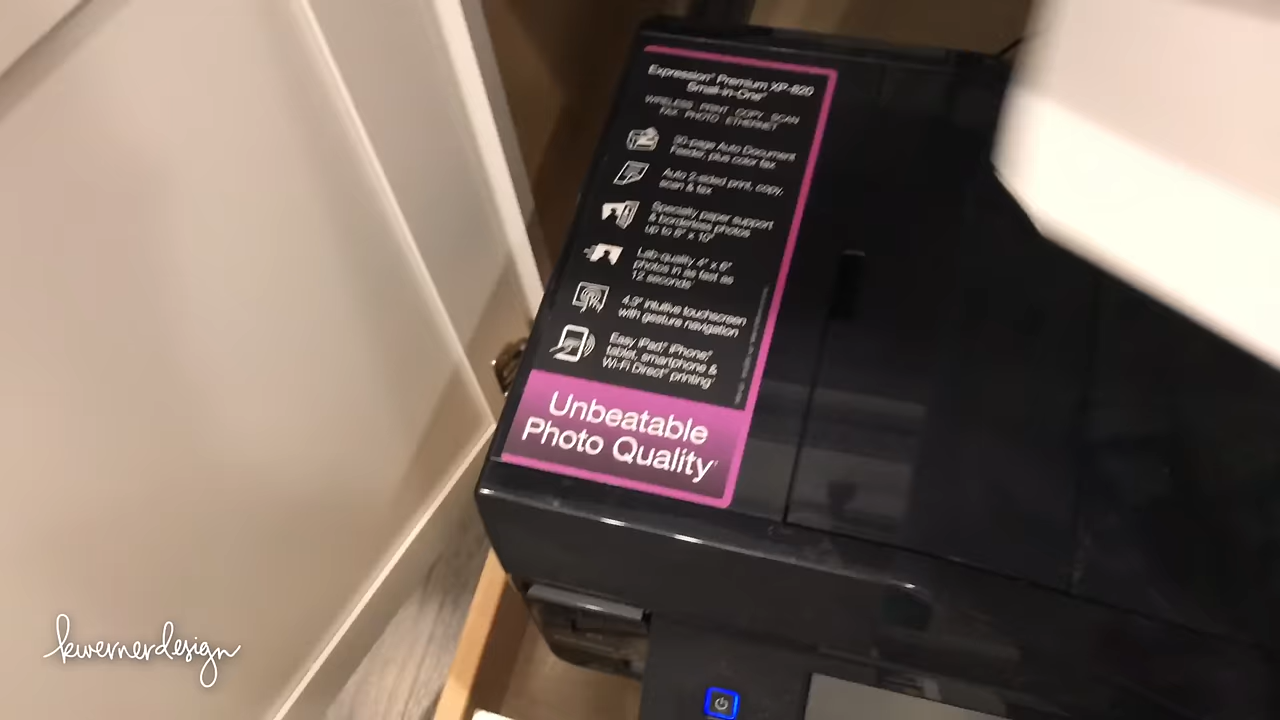 Expression® Premium XP-820
Small-in-One®
WIRELESS PRINT COPY SCAN
FAX PHOTO ETHERNET
30-page Auto Document
Feeder, plus color fax
Auto 2-sided print, copy,
scan & fax
Specialty paper support
& borderless photos
up to 8" x 10"
Lab-quality 4" x 6"
photos in as fast as
12 seconds†
4.3" intuitive touchscreen
with gesture navigation
Easy iPad®, iPhone®,
tablet, smartphone &
Wi-Fi Direct® printing†
Unbeatable
Photo Quality†
kwernerdesign